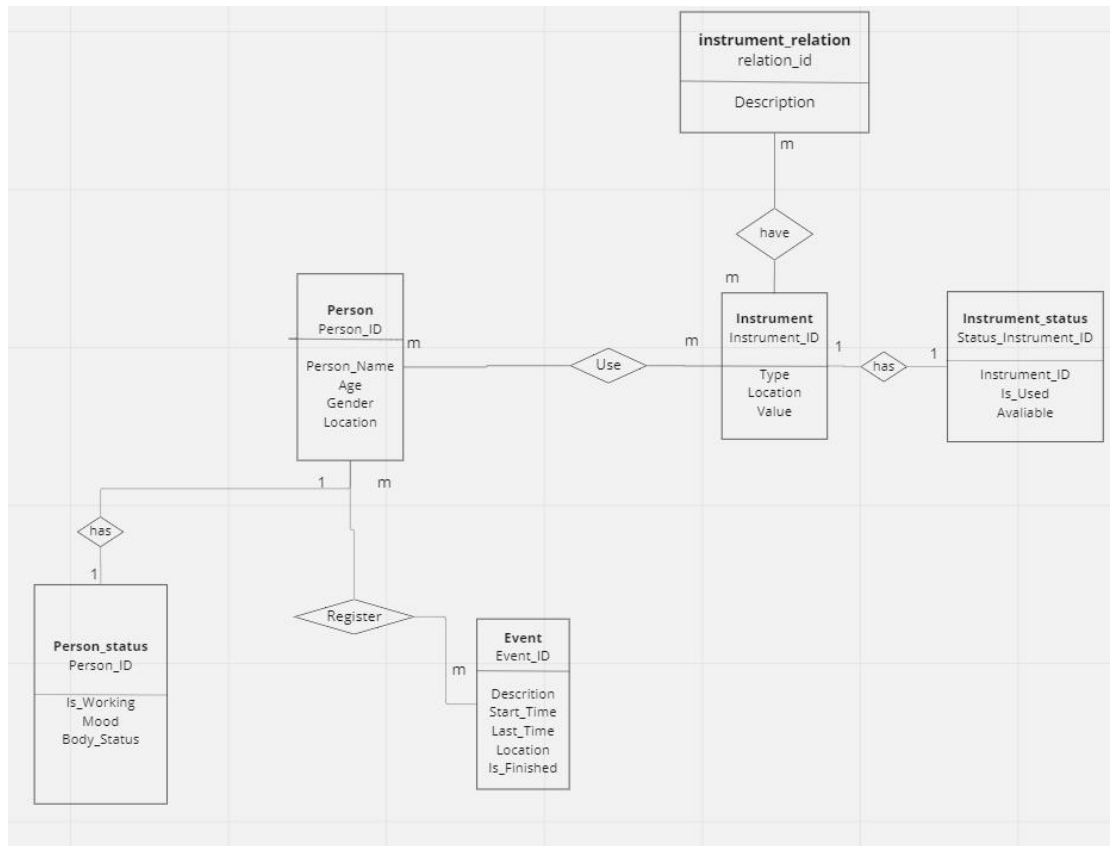 instrument_relation
relation_id
Description
m
have
m
Person
Person_ID
Person_Name
Age
Gender
Location
m
Use
m
Instrument
Instrument_ID
Type
Location
Value
1
has
1
Instrument_status
Status_Instrument_ID
Instrument_ID
Is_Used
Avaliable
1
m
has
1
Register
Person_status
Person_ID
Is_Working
Mood
Body_Status
m
Event
Event_ID
Descrition
Start_Time
Last_Time
Location
Is_Finished